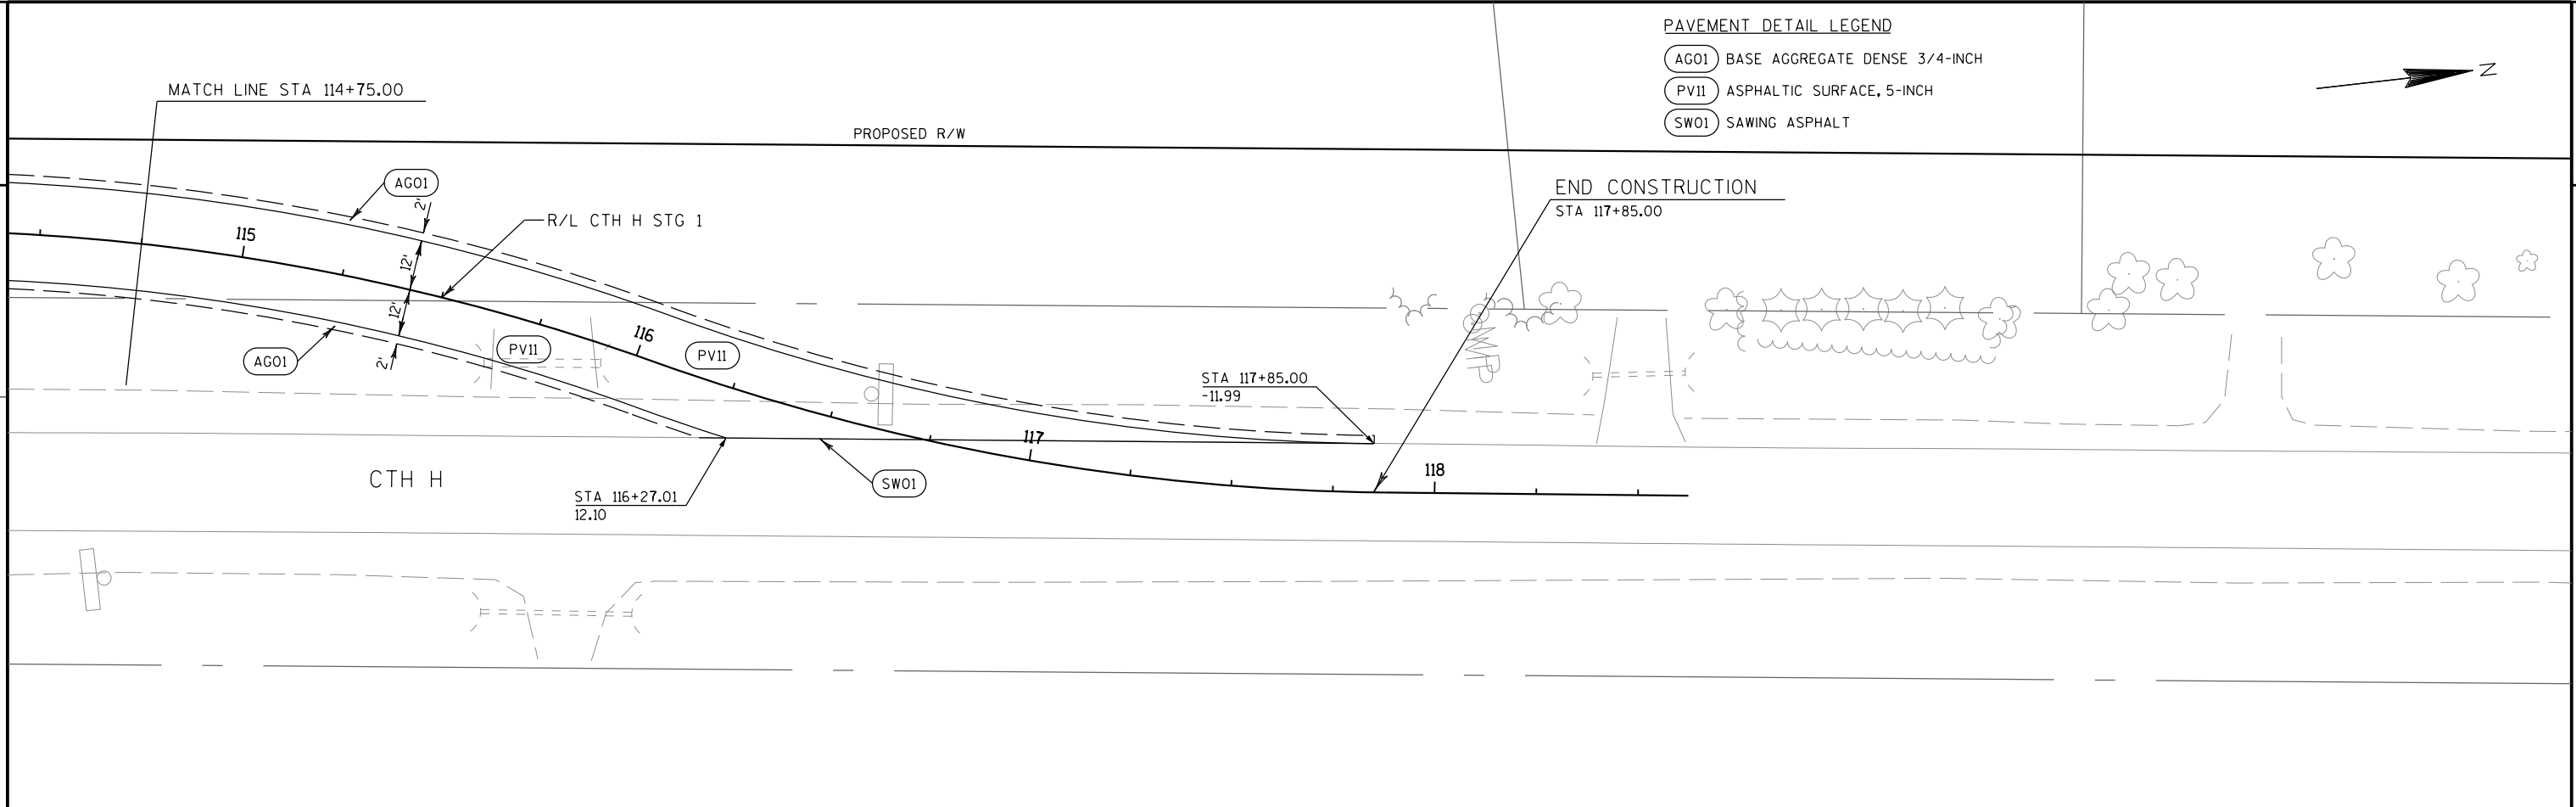 PAVEMENT DETAIL LEGEND
AG01 BASE AGGREGATE DENSE 3/4-INCH
PV11 ASPHALTIC SURFACE, 5-INCH
SW01 SAWING ASPHALT
N
MATCH LINE STA 114+75.00
PROPOSED R/W
AG01
2'
R/L CTH H STG 1
END CONSTRUCTION
STA 117+85.00
115
12'
12'
116
PV11
PV11
AG01
2'
STA 117+85.00
-11.99
117
118
CTH H
SW01
STA 116+27.01
12.10